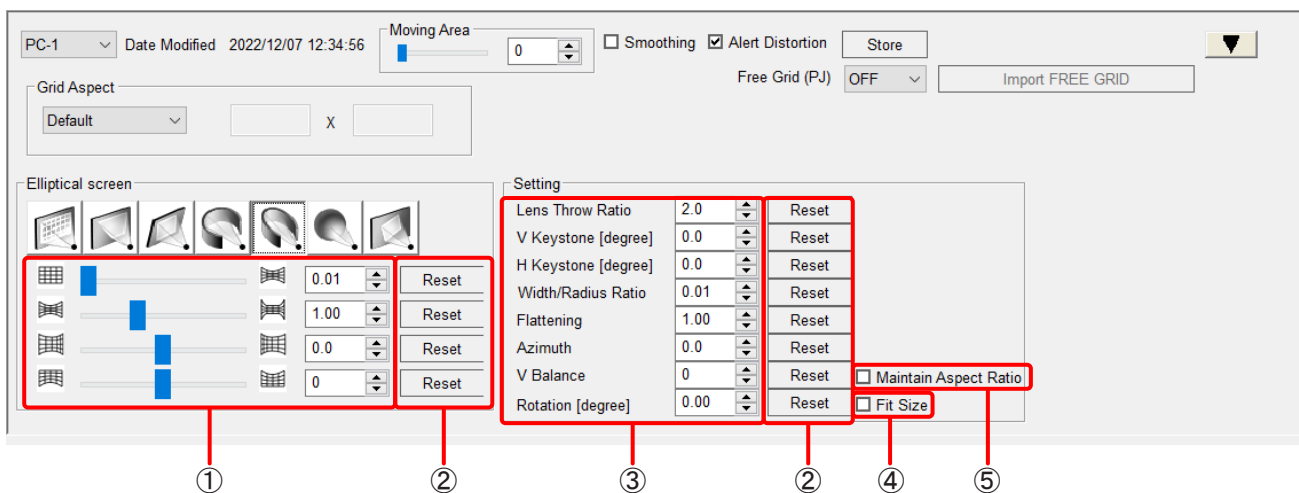 PC-1 Date Modified 2022/12/07 12:34:56 Moving Area 0 Smoothing Alert Distortion Store ▼
Free Grid (PJ) OFF Import FREE GRID
Grid Aspect
Default X
Elliptical screen
0.01 Reset
1.00 Reset
0.0 Reset
0 Reset
Setting
Lens Throw Ratio 2.0 Reset
V Keystone [degree] 0.0 Reset
H Keystone [degree] 0.0 Reset
Width/Radius Ratio 0.01 Reset
Flattening 1.00 Reset
Azimuth 0.0 Reset
V Balance 0 Reset Maintain Aspect Ratio
Rotation [degree] 0.00 Reset Fit Size
① ② ③ ② ④ ⑤